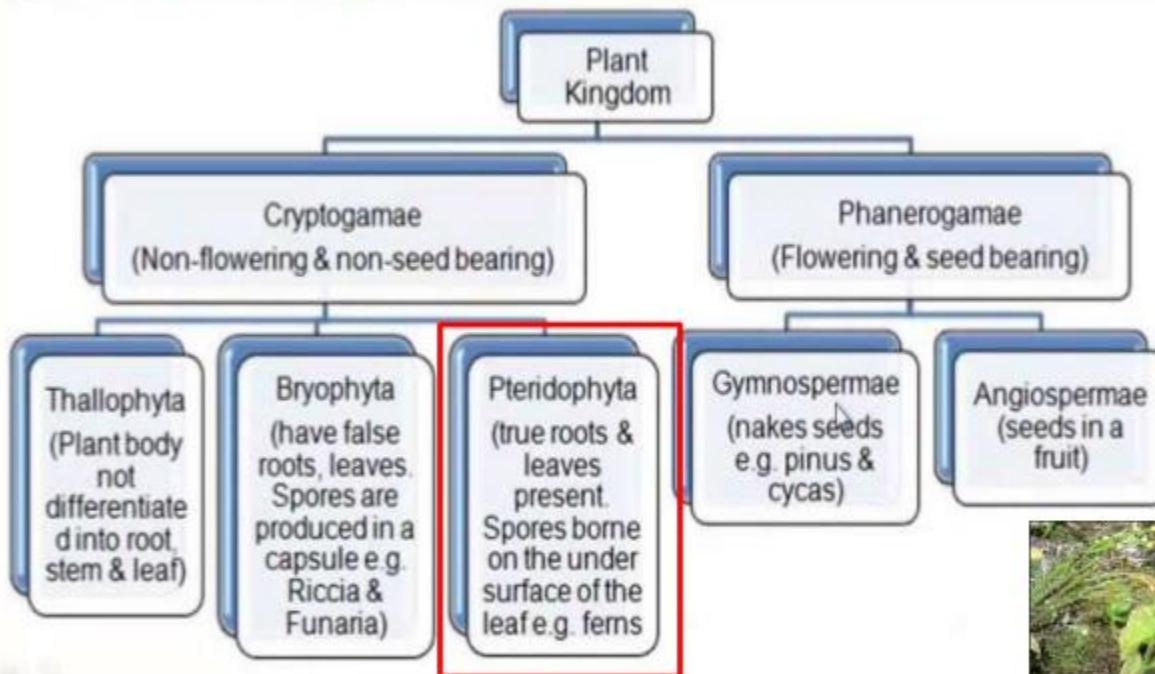 Plant
Kingdom
Cryptogamae
(Non-flowering & non-seed bearing)
Phanerogamae
(Flowering & seed bearing)
Thallophyta
(Plant body
not
differentiate
d into root,
stem & leaf)
Bryophyta
(have false
roots, leaves.
Spores are
produced in a
capsule e.g.
Riccia &
Funaria)
Pteridophyta
(true roots &
leaves
present.
Spores borne
on the under
surface of the
leaf e.g. ferns
Gymnospermae
(nakes seeds
e.g. pinus &
cycas)
Angiospermae
(seeds in a
fruit)